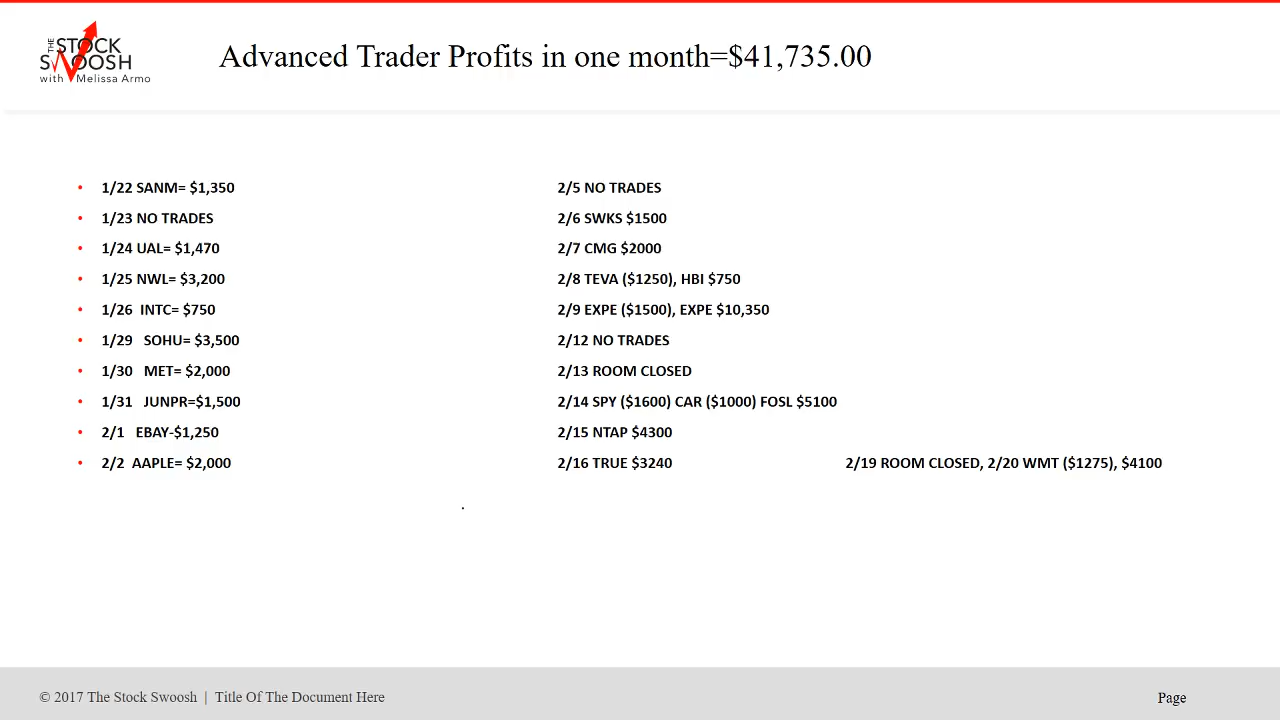 THE STOCK SWOOSH
with Melissa Armo
Advanced Trader Profits in one month=$41,735.00
• 1/22 SANM= $1,350
• 1/23 NO TRADES
• 1/24 UAL= $1,470
• 1/25 NWL= $3,200
• 1/26 INTC= $750
• 1/29 SOHU= $3,500
• 1/30 MET= $2,000
• 1/31 JUNPR=$1,500
• 2/1 EBAY-$1,250
• 2/2 AAPLE= $2,000
2/5 NO TRADES
2/6 SWKS $1500
2/7 CMG $2000
2/8 TEVA ($1250), HBI $750
2/9 EXPE ($1500), EXPE $10,350
2/12 NO TRADES
2/13 ROOM CLOSED
2/14 SPY ($1600) CAR ($1000) FOSL $5100
2/15 NTAP $4300
2/16 TRUE $3240
2/19 ROOM CLOSED, 2/20 WMT ($1275), $4100
.
© 2017 The Stock Swoosh | Title Of The Document Here
Page